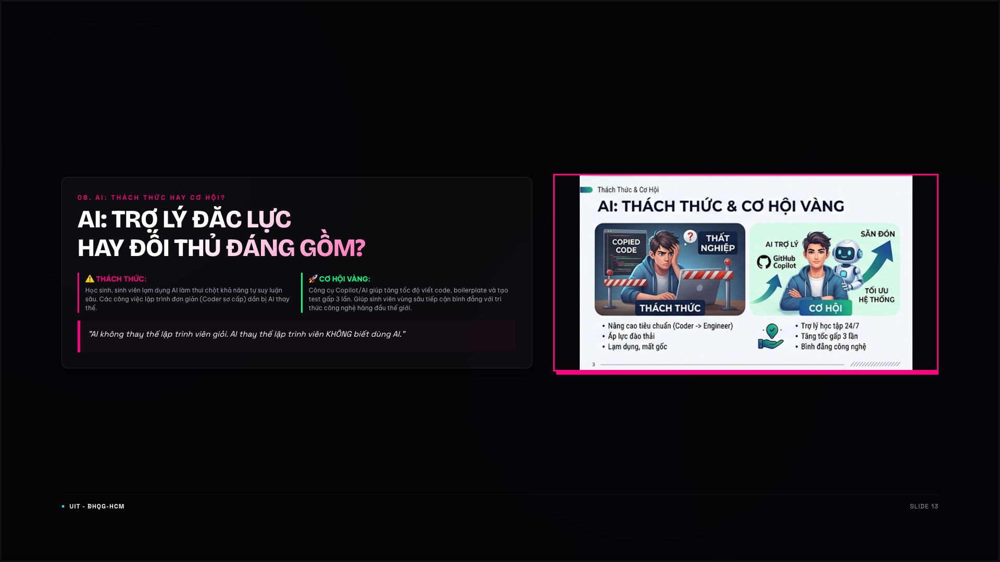 08. AI: THÁCH THỨC HAY CƠ HỘI?
AI: TRỢ LÝ ĐẮC LỰC
HAY ĐỐI THỦ ĐÁNG GỒM?
⚠️ THÁCH THỨC:
Học sinh, sinh viên lạm dụng AI làm thui chột khả năng tự suy luận
sâu. Các công việc lập trình đơn giản (Coder sơ cấp) dần bị AI thay
thế.
🚀 CƠ HỘI VÀNG:
Công cụ Copilot/AI giúp tăng tốc độ viết code, boilerplate và tạo
test gấp 3 lần. Giúp sinh viên vùng sâu tiếp cận bình đẳng với tri
thức công nghệ hàng đầu thế giới.
"AI không thay thế lập trình viên giỏi. AI thay thế lập trình viên KHÔNG biết dùng AI."
Thách Thức & Cơ Hội
AI: THÁCH THỨC & CƠ HỘI VÀNG
COPIED
CODE
?
THẤT
NGHIỆP
THÁCH THỨC
• Nâng cao tiêu chuẩn (Coder -> Engineer)
• Áp lực đào thải
• Lạm dụng, mất gốc
AI TRỢ LÝ
GitHub
Copilot
SĂN ĐÓN
TỐI ƯU
HỆ THỐNG
CƠ HỘI
• Trợ lý học tập 24/7
• Tăng tốc gấp 3 lần
• Bình đẳng công nghệ
3
UIT - ĐHQG-HCM
SLIDE 13